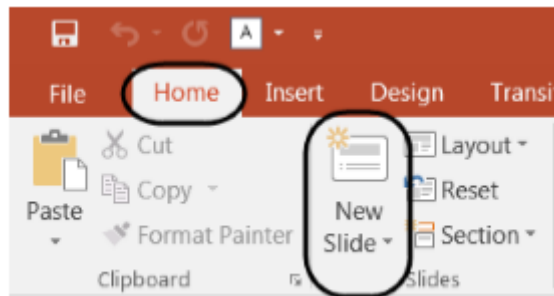 A
File Home Insert Design Transi
Cut Layout
Copy Reset
Paste New
Format Painter Slide Section
Clipboard Slides